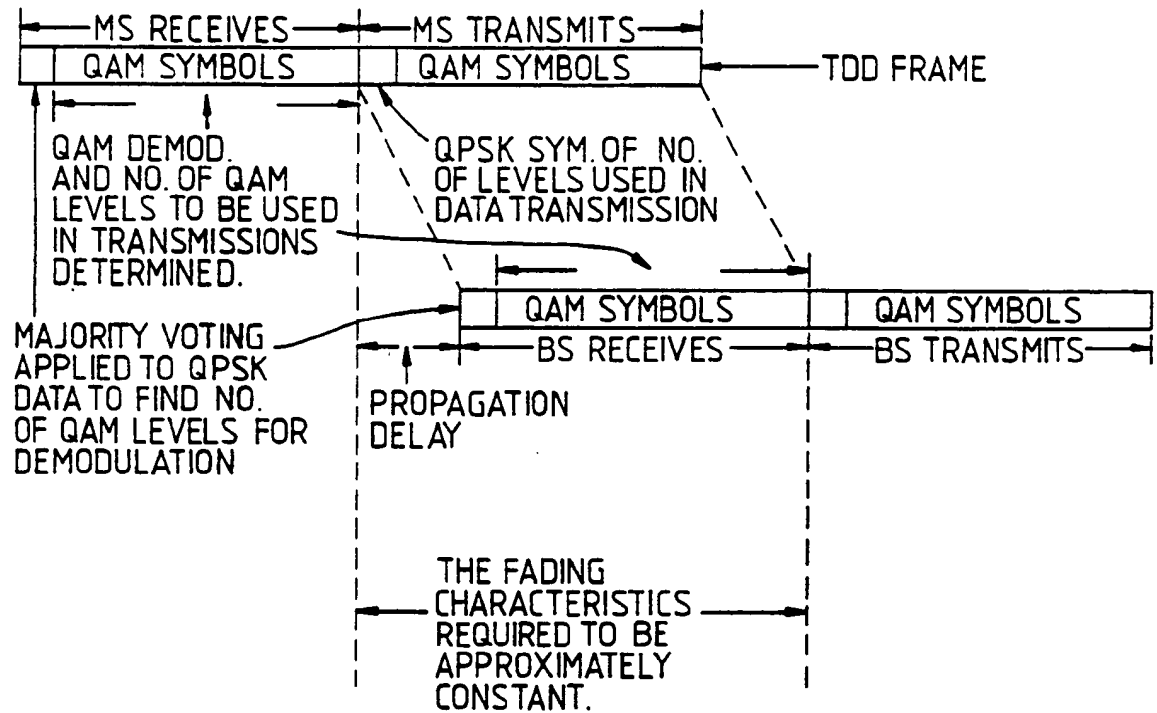 MS RECEIVES
MS TRANSMITS
QAM SYMBOLS
QAM SYMBOLS
TDD FRAME
QAM DEMOD.
AND NO. OF QAM
LEVELS TO BE USED
IN TRANSMISSIONS
DETERMINED.
QPSK SYM. OF NO.
OF LEVELS USED IN
DATA TRANSMISSION
QAM SYMBOLS
QAM SYMBOLS
BS RECEIVES
BS TRANSMITS
MAJORITY VOTING
APPLIED TO QPSK
DATA TO FIND NO.
OF QAM LEVELS FOR
DEMODULATION
PROPAGATION
DELAY
THE FADING
CHARACTERISTICS
REQUIRED TO BE
APPROXIMATELY
CONSTANT.